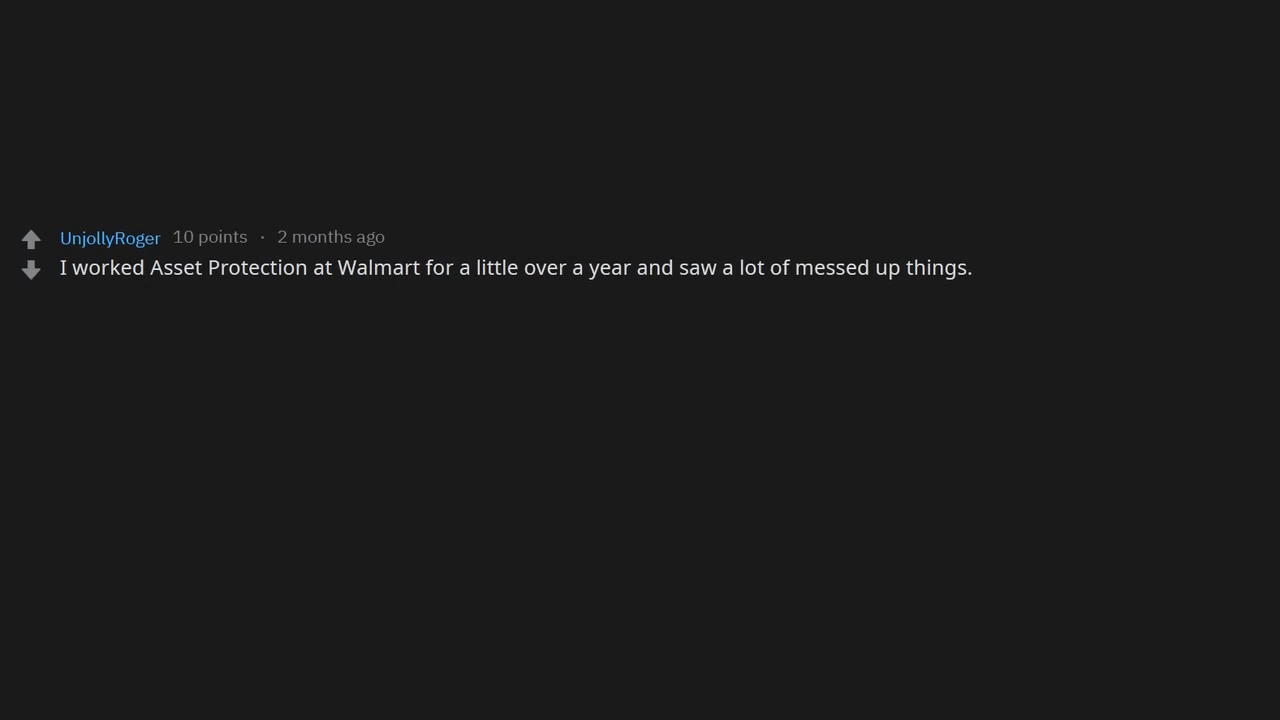 UnjollyRoger 10 points · 2 months ago
I worked Asset Protection at Walmart for a little over a year and saw a lot of messed up things.